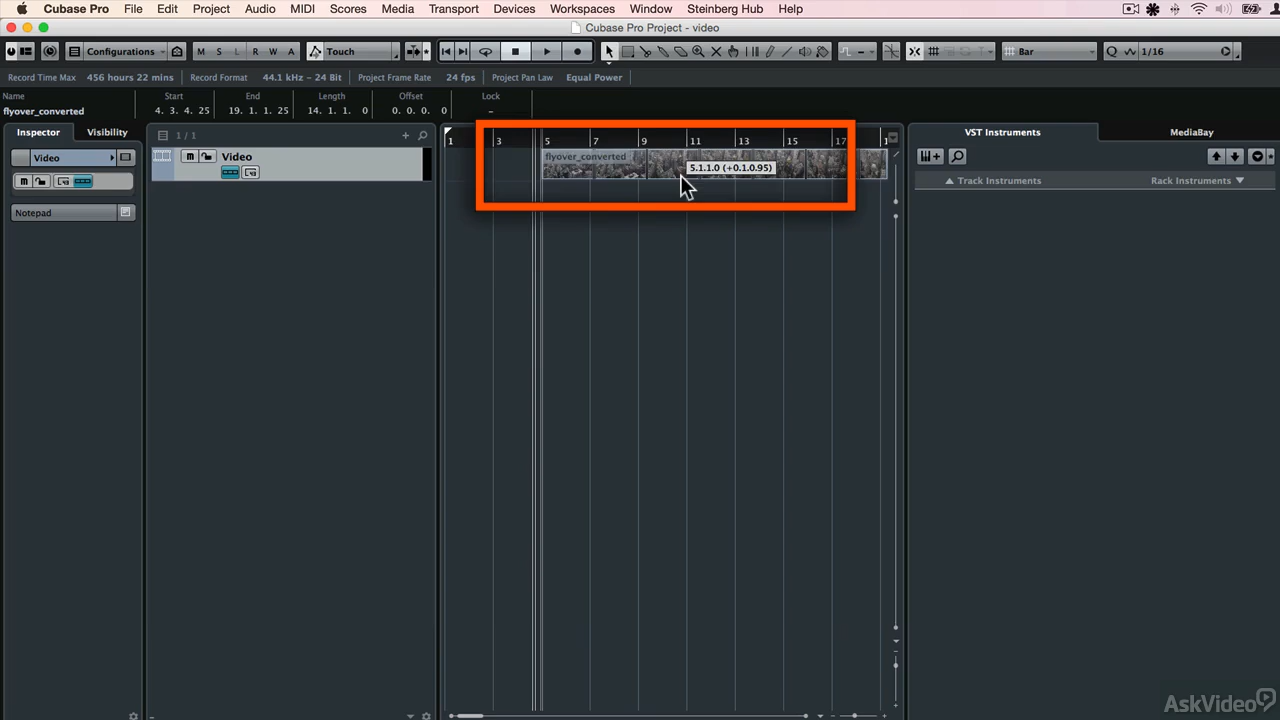 Cubase Pro File Edit Project Audio MIDI Scores Media Transport Devices Workspaces Window Steinberg Hub Help
Cubase Pro Project - video
Configurations M S L R W A Touch Bar Q 1/16
Record Time Max 456 hours 22 mins Record Format 44.1 kHz - 24 Bit Project Frame Rate 24 fps Project Pan Law Equal Power
Name Start End Length Offset Lock
flyover_converted 4. 3. 4. 25 19. 1. 1. 25 14. 1. 1. 0 0. 0. 0. 0 -
Inspector Visibility 1 / 1 VST Instruments MediaBay
1 3 5 7 9 11 13 15 17 1
Video M Video flyover_converted
5.1.1.0 (+0.1.0.95)
M Track Instruments Rack Instruments
Notepad
AskVideo